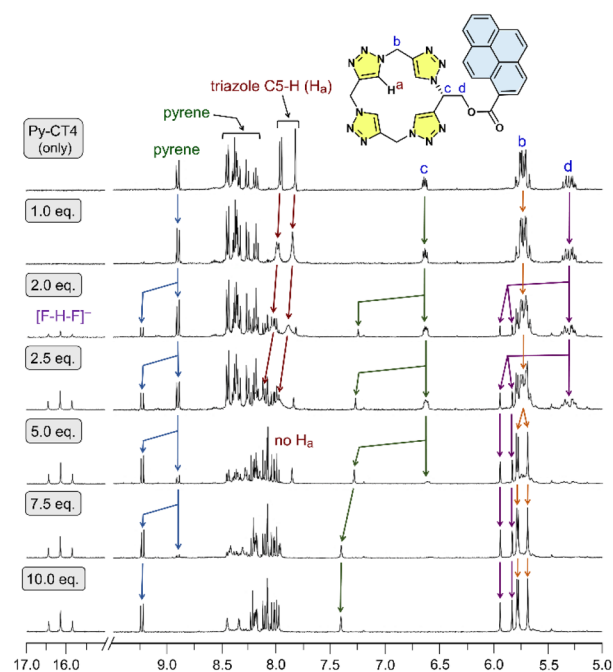 b
N
N
N
N
N
N
triazole C5-H (Ha)
H
a
N
c
d
pyrene
O
O
N
N
N
N
N
Py-CT4
(only)
pyrene
c
b
d
1.0 eq.
2.0 eq.
[F-H-F]⁻
2.5 eq.
5.0 eq.
no Ha
7.5 eq.
10.0 eq.
17.0 16.0 9.0 8.5 8.0 7.5 7.0 6.5 6.0 5.5 5.0